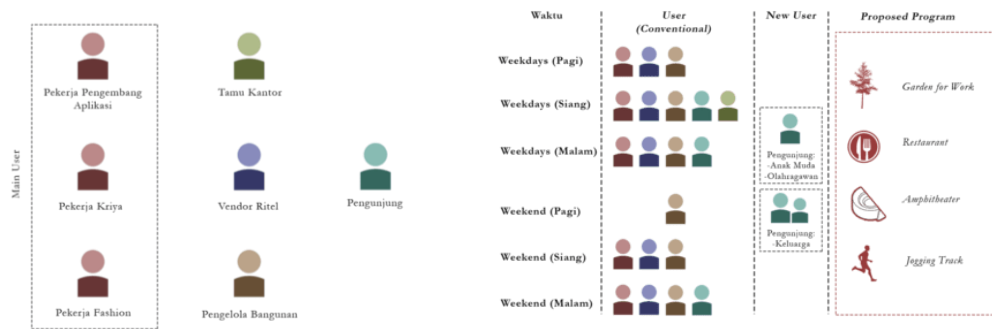 Main User
Pekerja Pengembang
Aplikasi
Tamu Kantor
Pekerja Kriya
Vendor Ritel
Pengunjung
Pekerja Fashion
Pengelola Bangunan
Waktu
User
(Conventional)
New User
Proposed Program
Weekdays (Pagi)
Weekdays (Siang)
Weekdays (Malam)
Weekend (Pagi)
Weekend (Siang)
Weekend (Malam)
Pengunjung:
-Anak Muda
-Olahragawan
Pengunjung:
-Keluarga
Garden for Work
Restaurant
Amphitheater
Jogging Track